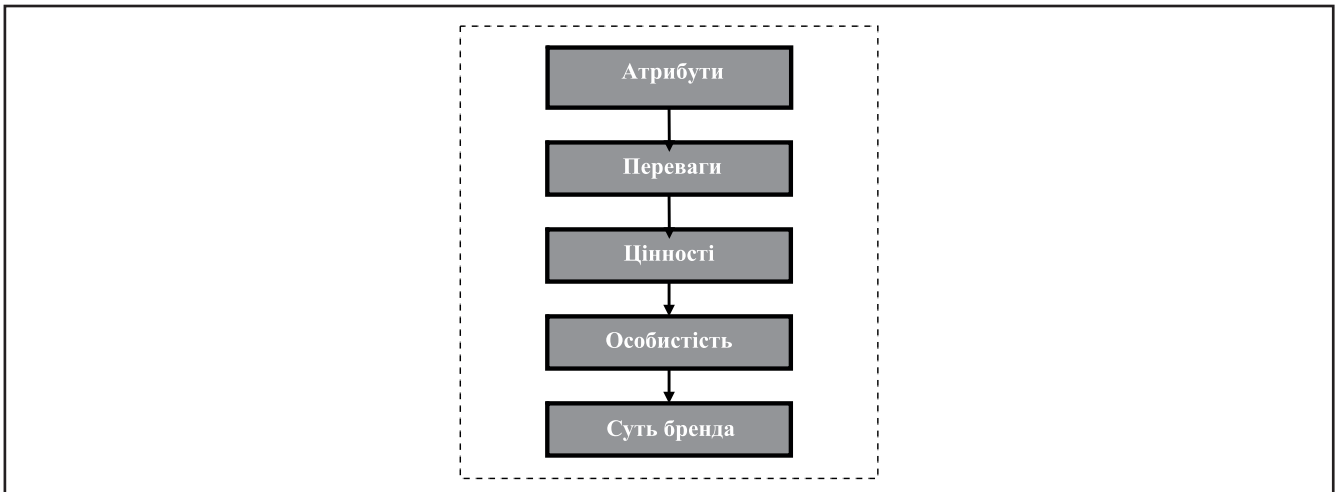 Атрибути
Переваги
Цінності
Особистість
Суть бренда